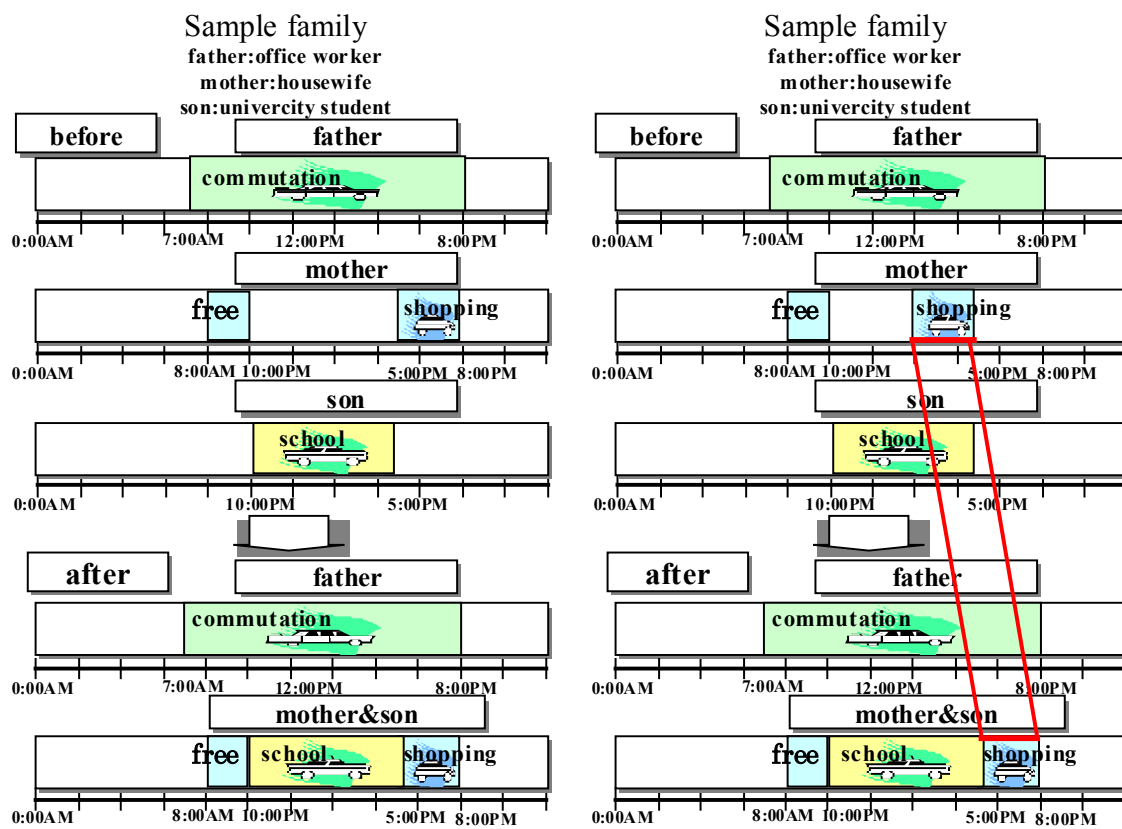 Sample family
father:office worker
mother:housewife
son:univercity student
before
father
commutation
0:00AM 7:00AM 12:00PM 8:00PM
mother
free shopping
0:00AM 8:00AM 10:00PM 5:00PM 8:00PM
son
school
0:00AM 10:00PM 5:00PM
after
father
commutation
0:00AM 7:00AM 12:00PM 8:00PM
mother&son
free school shopping
0:00AM 8:00AM 10:00PM 5:00PM 8:00PM
Sample family
father:office worker
mother:housewife
son:univercity student
before
father
commutation
0:00AM 7:00AM 12:00PM 8:00PM
mother
free shopping
0:00AM 8:00AM 10:00PM 5:00PM 8:00PM
son
school
0:00AM 10:00PM 5:00PM
after
father
commutation
0:00AM 7:00AM 12:00PM 8:00PM
mother&son
free school shopping
0:00AM 8:00AM 10:00PM 5:00PM 8:00PM